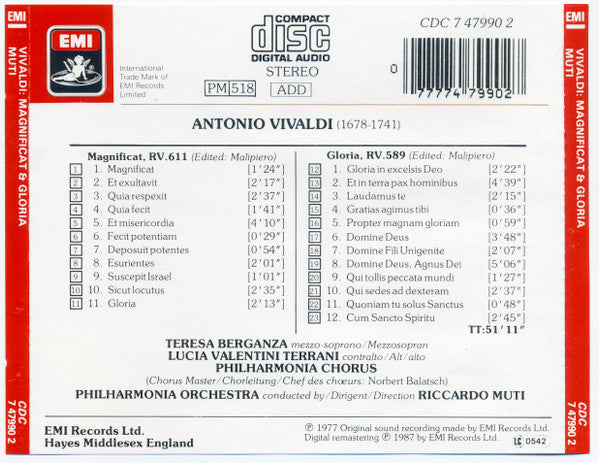 EMI
International
Trade Mark of
EMI Records
Limited
COMPACT
disc
DIGITAL AUDIO
STEREO
PM 518 ADD
CDC 7 47990 2
0 77774 79902
VIVALDI: MAGNIFICAT & GLORIA
MUTI
CDC
7 47990 2
ANTONIO VIVALDI (1678-1741)
Magnificat, RV.611 (Edited: Malipiero)
1 1. Magnificat [1'24"]
2 2. Et exultavit [2'17"]
3 3. Quia respexit [2'37"]
4 4. Quia fecit [1'41"]
5 5. Et misericordia [4'10"]
6 6. Fecit potentiam [0'29"]
7 7. Deposuit potentes [0'54"]
8 8. Esurientes [2'01"]
9 9. Suscepit Israel [1'01"]
10 10. Sicut locutus [2'35"]
11 11. Gloria [2'13"]
Gloria, RV.589 (Edited: Malipiero)
12 1. Gloria in excelsis Deo [2'22"]
13 2. Et in terra pax hominibus [4'39"]
14 3. Laudamus te [2'15"]
15 4. Gratias agimus tibi [0'36"]
16 5. Propter magnam gloriam [0'59"]
17 6. Domine Deus [3'48"]
18 7. Domine Fili Unigenite [2'07"]
19 8. Domine Deus, Agnus Dei [5'06"]
20 9. Qui tollis peccata mundi [1'27"]
21 10. Qui sedes ad dexteram [2'37"]
22 11. Quoniam tu solus Sanctus [0'48"]
23 12. Cum Sancto Spiritu [2'45"]
TT:51'11"
TERESA BERGANZA mezzo-soprano/Mezzosopran
LUCIA VALENTINI TERRANI contralto/Alt/alto
PHILHARMONIA CHORUS
(Chorus Master/Chorleitung/Chef des chœurs: Norbert Balatsch)
PHILHARMONIA ORCHESTRA conducted by/Dirigent/Direction RICCARDO MUTI
EMI Records Ltd.
Hayes Middlesex England
℗ 1977 Original sound recording made by EMI Records Ltd.
Digital remastering ℗ 1987 by EMI Records Ltd.
LC 0542
EMI
VIVALDI: MAGNIFICAT & GLORIA
MUTI
CDC
7 47990 2